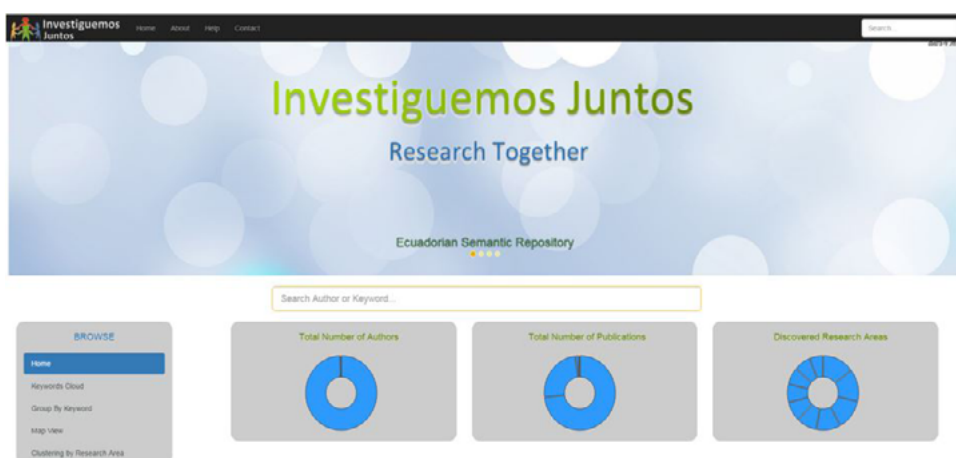 Investiguemos
Juntos
Home About Help Contact
Search...
Investiguemos Juntos
Research Together
Ecuadorian Semantic Repository
Search Author or Keyword...
BROWSE
Home
Keywords Cloud
Group By Keyword
Map View
Clustering by Research Area
Total Number of Authors
Total Number of Publications
Discovered Research Areas